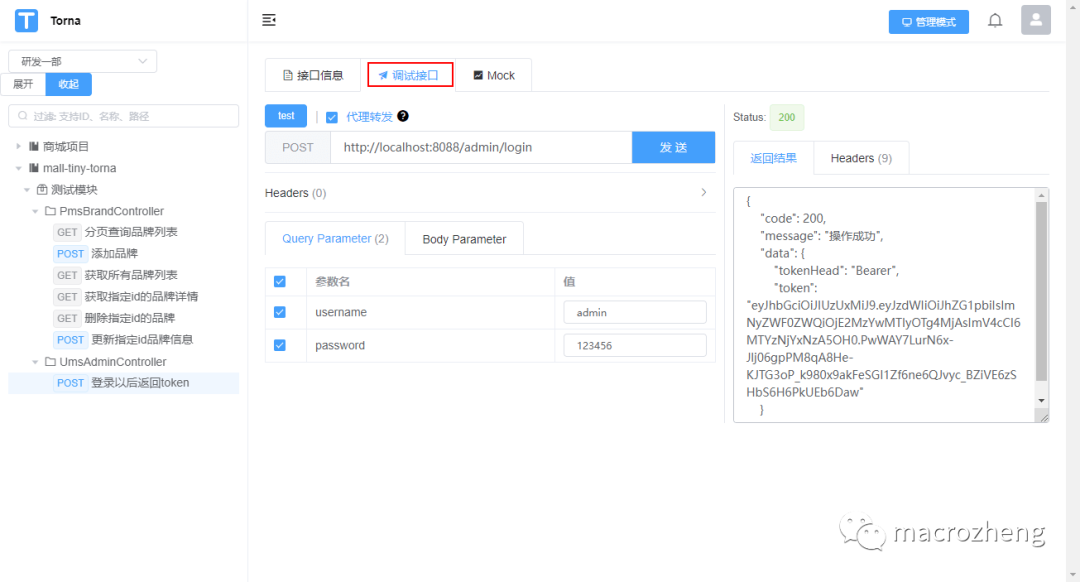 Torna
管理模式
研发一部
展开 收起
过滤: 支持ID、名称、路径
商城项目
mall-tiny-torna
测试模块
PmsBrandController
GET 分页查询品牌列表
POST 添加品牌
GET 获取所有品牌列表
GET 获取指定id的品牌详情
GET 删除指定id的品牌
POST 更新指定id品牌信息
UmsAdminController
POST 登录以后返回token
接口信息 调试接口 Mock
test | 代理转发 ?
POST http://localhost:8088/admin/login 发 送
Headers (0)
Query Parameter (2) Body Parameter
参数名 值
username admin
password 123456
Status: 200
返回结果 Headers (9)
{
"code": 200,
"message": "操作成功",
"data": {
"tokenHead": "Bearer",
"token":
"eyJhbGciOiJIUzUxMiJ9.eyJzdWIiOiJhZG1pbiIsIm
NyZWF0ZWQiOjE2MzYwMTIyOTg4MjAsImV4cCI6
MTYzNjYxNzA5OH0.PwWAY7LurN6x-
JIj06gpPM8qA8He-
KJTG3oP_k980x9akFeSGI1Zf6ne6QJvyc_BZiVE6zS
HbS6H6PkUEb6Daw"
}
macrozheng